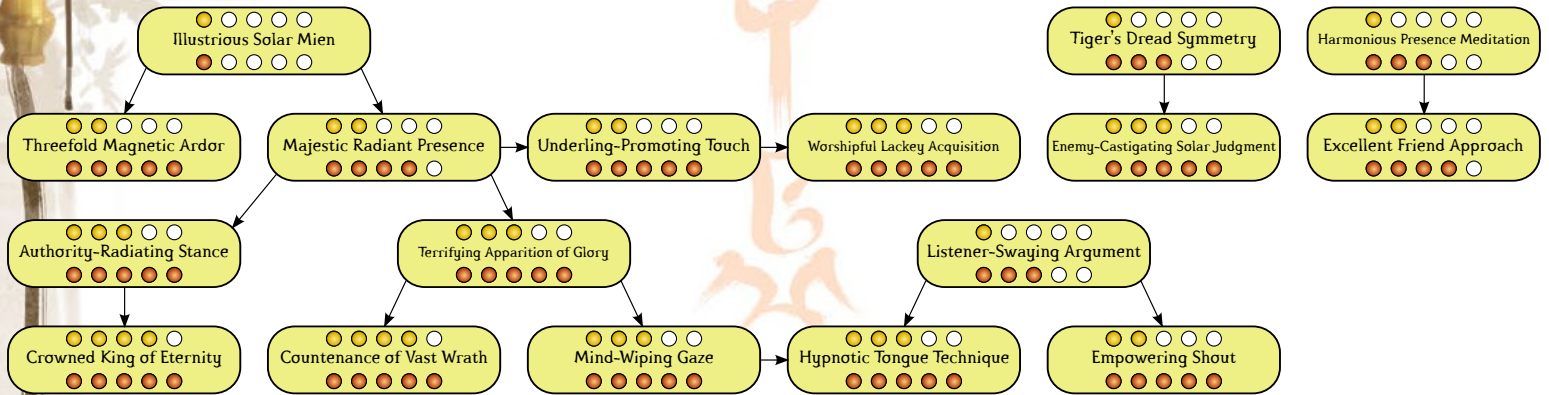 Illustrious Solar Mien
Tiger's Dread Symmetry
Harmonious Presence Meditation
Threefold Magnetic Ardor
Majestic Radiant Presence
Underling-Promoting Touch
Worshipful Lackey Acquisition
Enemy-Castigating Solar Judgment
Excellent Friend Approach
Authority-Radiating Stance
Terrifying Apparition of Glory
Listener-Swaying Argument
Crowned King of Eternity
Countenance of Vast Wrath
Mind-Wiping Gaze
Hypnotic Tongue Technique
Empowering Shout